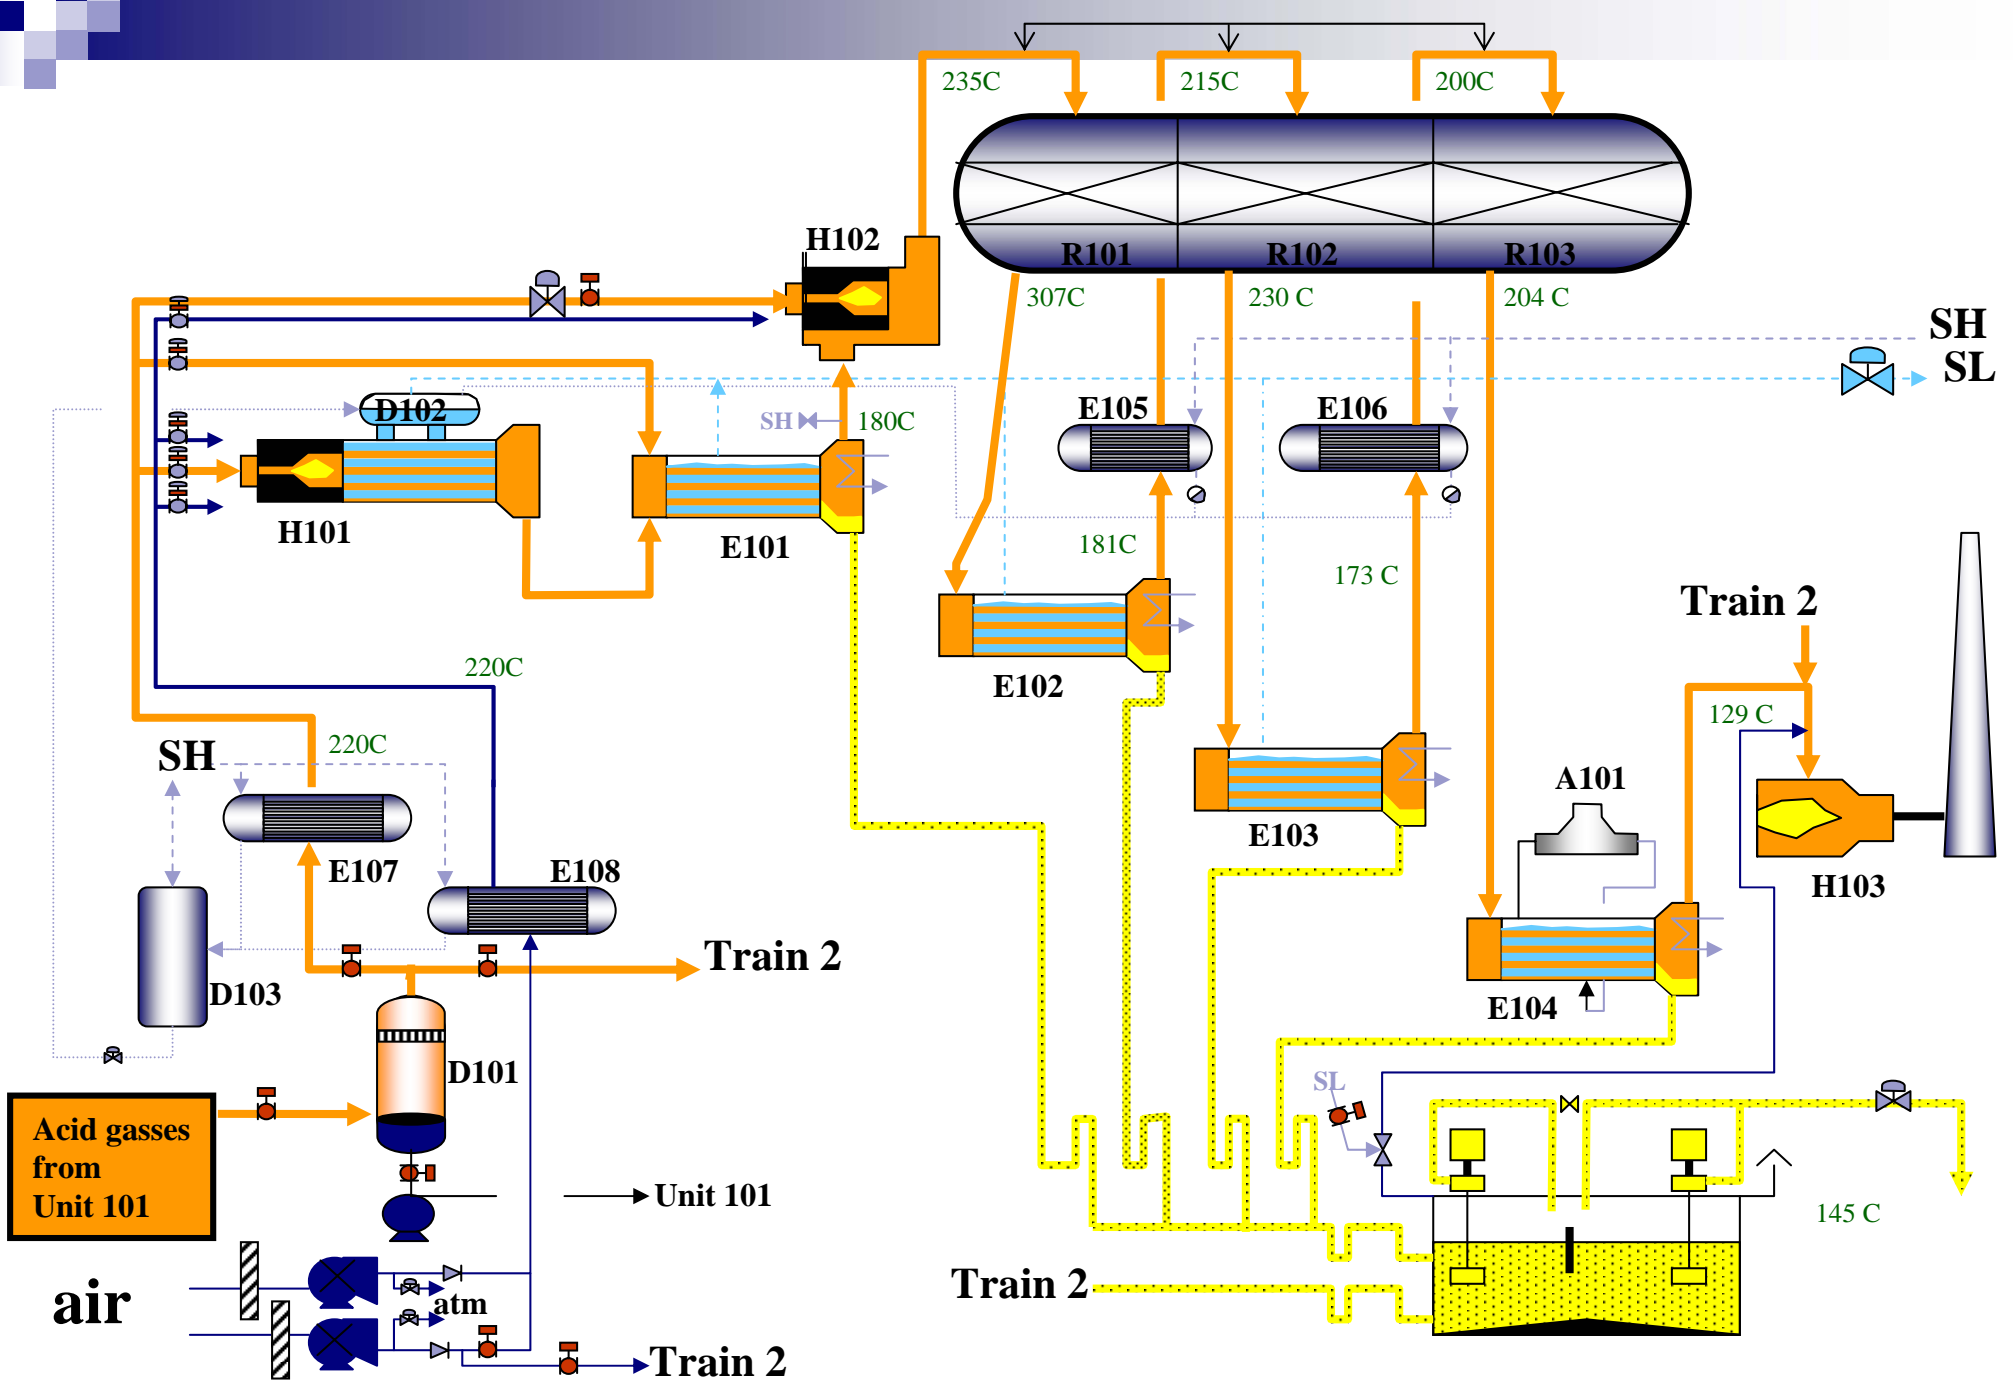 235C
215C
200C
H102
R101
R102
R103
307C
230 C
204 C
SH
SL
D102
SH
180C
E105
E106
H101
E101
181C
173 C
E102
Train 2
220C
129 C
SH
220C
A101
E103
E107
E108
H103
Train 2
D103
E104
D101
SL
Acid gasses
from
Unit 101
Unit 101
145 C
air
atm
Train 2
Train 2